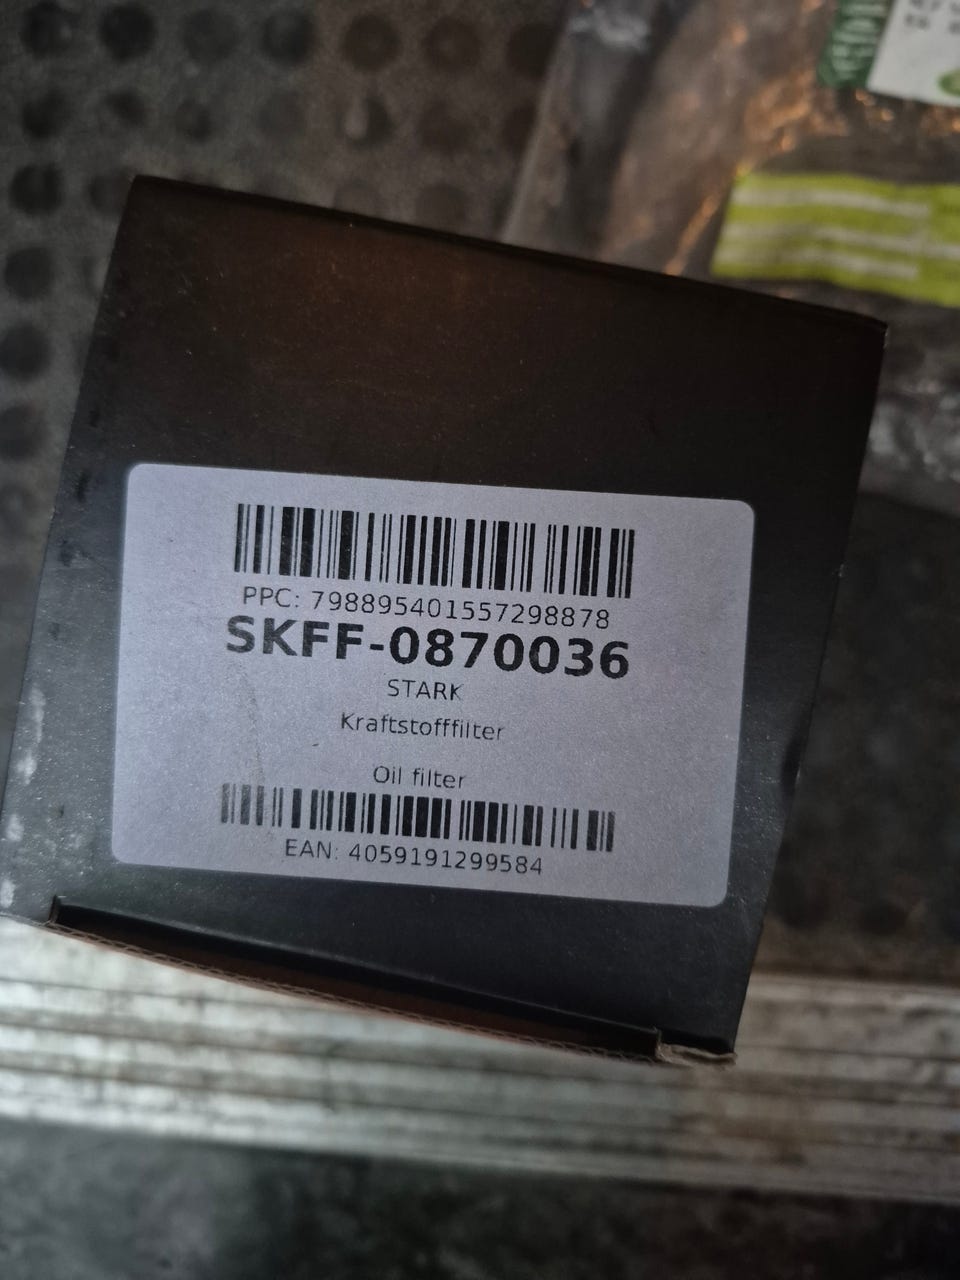 PPC: 798895401557298878
SKFF-0870036
STARK
Kraftstofffilter
Oil filter
EAN: 4059191299584